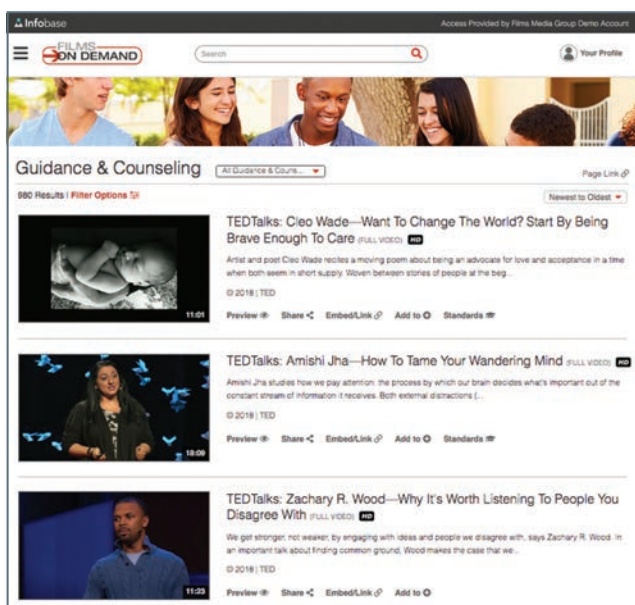 Infobase
Access Provided by Films Media Group Demo Account
FILMS
ON DEMAND
Search
Your Profile
Guidance & Counseling
All Guidance & Couns...
Page Link
980 Results | Filter Options
Newest to Oldest
TEDTalks: Cleo Wade—Want To Change The World? Start By Being
Brave Enough To Care (FULL VIDEO) HD
Artist and poet Cleo Wade recites a moving poem about being an advocate for love and acceptance in a time
when both seem in short supply. Woven between stories of people at the beg...
© 2018 | TED
11:01
Preview Share Embed/Link Add to Standards
TEDTalks: Amishi Jha—How To Tame Your Wandering Mind (FULL VIDEO) HD
Amishi Jha studies how we pay attention: the process by which our brain decides what's important out of the
constant stream of information it receives. Both external distractions (...
© 2018 | TED
18:09
Preview Share Embed/Link Add to Standards
TEDTalks: Zachary R. Wood—Why It's Worth Listening To People You
Disagree With (FULL VIDEO) HD
We get stronger, not weaker, by engaging with ideas and people we disagree with, says Zachary R. Wood. In
an important talk about finding common ground, Wood makes the case that we...
© 2018 | TED
11:23
Preview Share Embed/Link Add to Standards